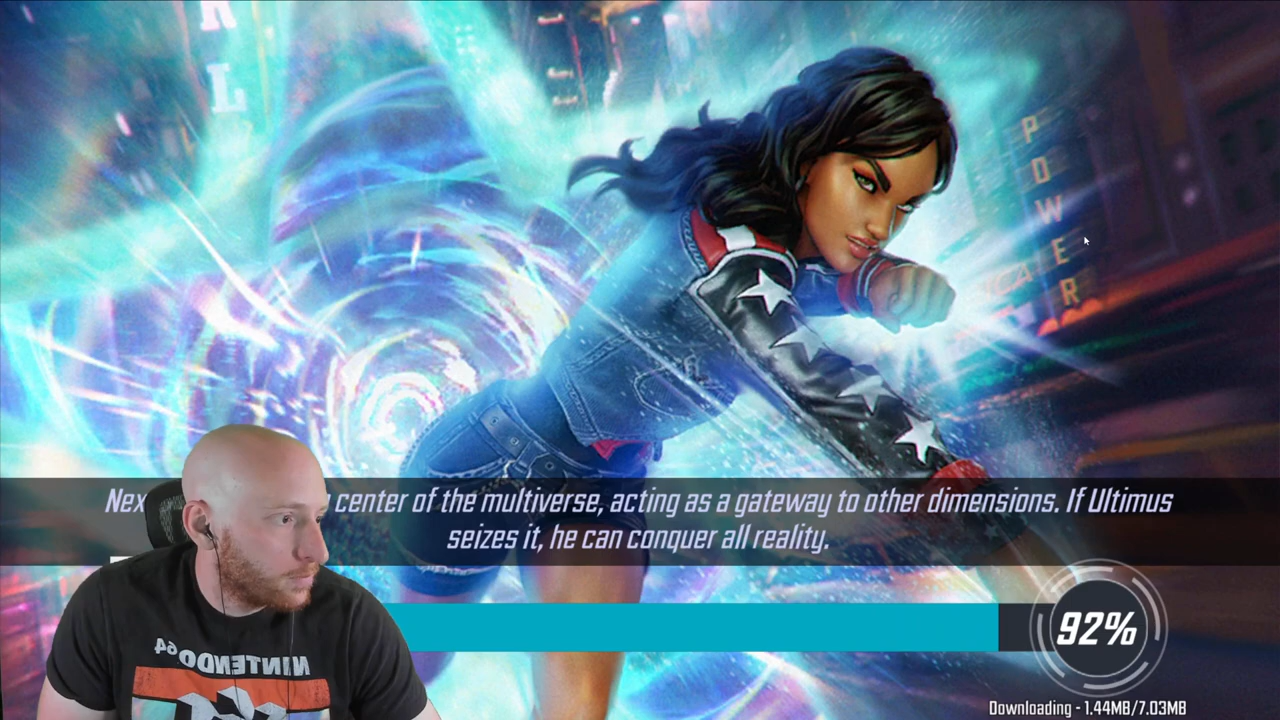 R
L
POWER
Nex center of the multiverse, acting as a gateway to other dimensions. If Ultimus
seizes it, he can conquer all reality.
92%
NINTENDO64
Downloading - 1.44MB/7.03MB